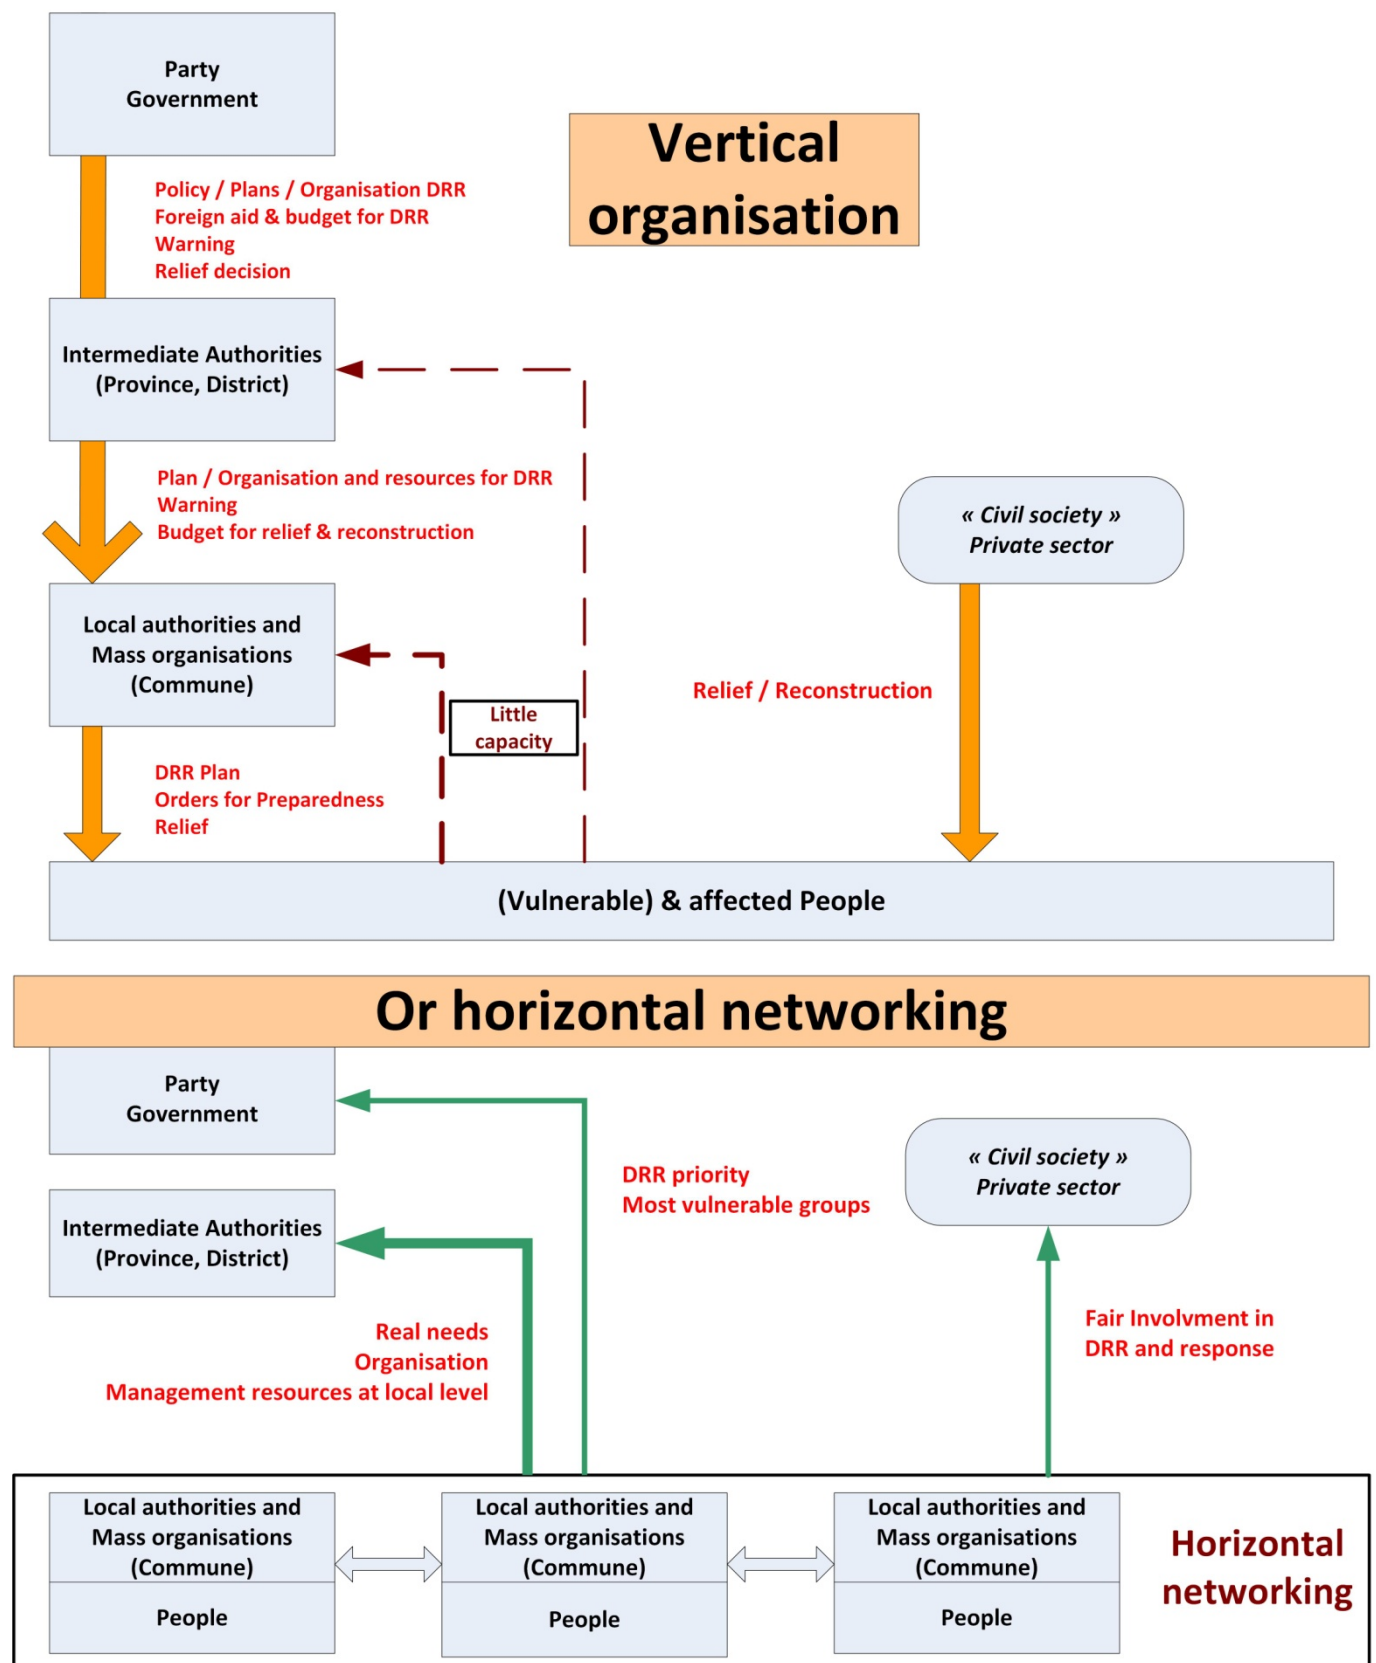 Party
Government
Vertical
organisation
Policy / Plans / Organisation DRR
Foreign aid & budget for DRR
Warning
Relief decision
Intermediate Authorities
(Province, District)
Plan / Organisation and resources for DRR
Warning
Budget for relief & reconstruction
« Civil society »
Private sector
Local authorities and
Mass organisations
(Commune)
Relief / Reconstruction
Little
capacity
DRR Plan
Orders for Preparedness
Relief
(Vulnerable) & affected People
Or horizontal networking
Party
Government
« Civil society »
Private sector
DRR priority
Most vulnerable groups
Intermediate Authorities
(Province, District)
Real needs
Organisation
Management resources at local level
Fair Involvment in
DRR and response
Local authorities and
Mass organisations
(Commune)
People
Local authorities and
Mass organisations
(Commune)
People
Local authorities and
Mass organisations
(Commune)
People
Horizontal
networking